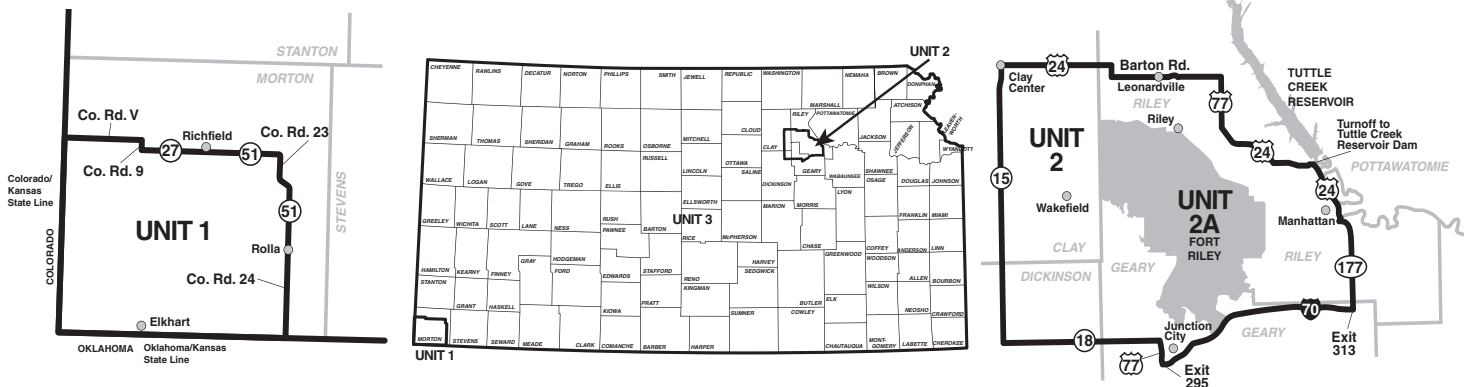 STANTON
MORTON
Co. Rd. V
Richfield
Co. Rd. 23
27
51
Co. Rd. 9
Colorado/
Kansas
State Line
51
STEVENS
UNIT 1
Rolla
COLORADO
Co. Rd. 24
Elkhart
OKLAHOMA
Oklahoma/Kansas
State Line
UNIT 2
CHEYENNE
RAWLINS
DECATUR
NORTON
PHILLIPS
SMITH
JEWELL
REPUBLIC
WASHINGTON
MARSHALL
NEMAHA
BROWN
DONIPHAN
ATCHISON
RILEY
POTTAWATOMIE
CLOUD
SHERMAN
THOMAS
SHERIDAN
GRAHAM
ROOKS
OSBORNE
MITCHELL
CLAY
JACKSON
JEFFERSON
LEAVEN-
WORTH
WYANDOTT
RUSSELL
LINCOLN
OTTAWA
SALINE
GEARY
WABAUNSEE
SHAWNEE
WALLACE
LOGAN
GOVE
TREGO
ELLIS
DICKINSON
OSAGE
DOUGLAS
JOHNSON
ELLSWORTH
MARION
MORRIS
LYON
GREELEY
WICHITA
SCOTT
LANE
NESS
RUSH
PAWNEE
BARTON
UNIT 3
RICE
McPHERSON
CHASE
FRANKLIN
MIAMI
COFFEY
ANDERSON
LINN
HAMILTON
KEARNY
FINNEY
GRAY
HODGEMAN
FORD
EDWARDS
STAFFORD
RENO
HARVEY
SEDGWICK
GREENWOOD
WOODSON
ALLEN
BOURBON
STANTON
GRANT
HASKELL
KIOWA
PRATT
KINGMAN
SUMNER
BUTLER
COWLEY
ELK
WILSON
NEOSHO
CRAWFORD
MORTON
STEVENS
SEWARD
MEADE
CLARK
COMANCHE
BARBER
HARPER
CHAUTAUQUA
MONT-
GOMERY
LABETTE
CHEROKEE
UNIT 1
24
Barton Rd.
Clay
Center
Leonardville
RILEY
77
TUTTLE
CREEK
RESERVOIR
Riley
UNIT
2
Turnoff to
Tuttle Creek
Reservoir Dam
24
POTTAWATOMIE
15
24
Wakefield
UNIT
2A
FORT
RILEY
Manhattan
CLAY
DICKINSON
GEARY
RILEY
177
70
Junction
City
GEARY
18
77
Exit
295
Exit
313